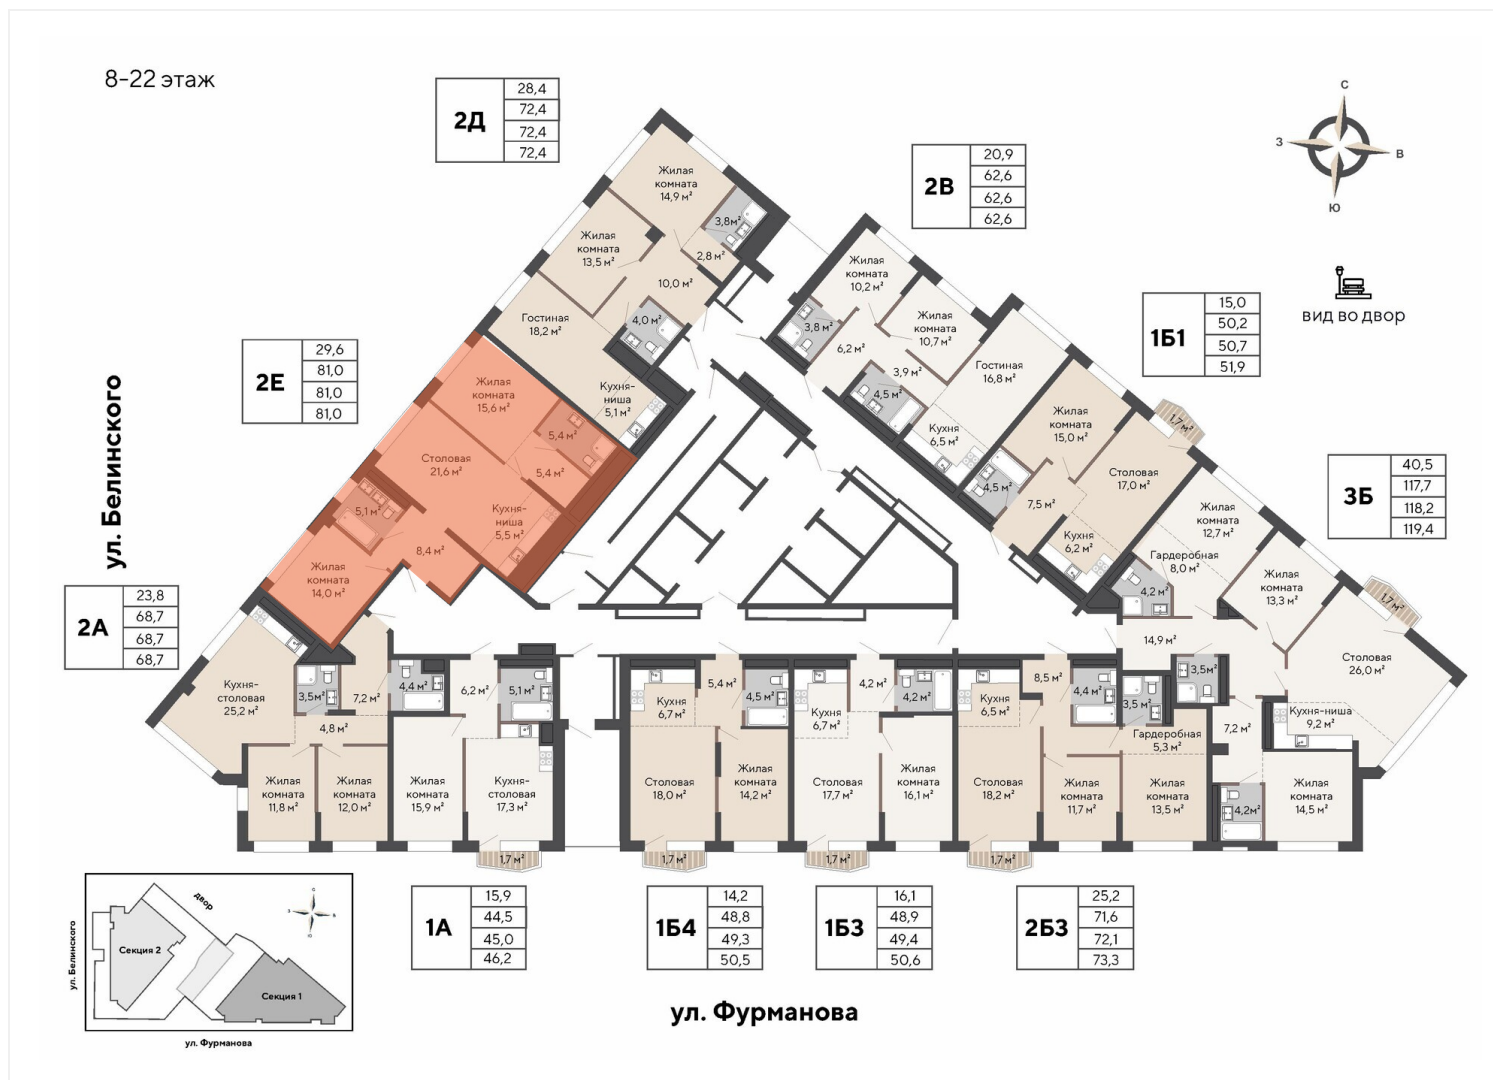 8-22 этаж
2Д
28,4
72,4
72,4
72,4
2В
20,9
62,6
62,6
62,6
С
З
В
Ю
вид во двор
1Б1
15,0
50,2
50,7
51,9
2Е
29,6
81,0
81,0
81,0
3Б
40,5
117,7
118,2
119,4
2А
23,8
68,7
68,7
68,7
ул. Белинского
Жилая
комната
14,9 м²
3,8м²
2,8 м²
Жилая
комната
13,5 м²
10,0 м²
4,0 м²
Гостиная
18,2 м²
Кухня-
ниша
5,1 м²
Жилая
комната
15,6 м²
5,4 м²
5,4 м²
Столовая
21,6 м²
Кухня-
ниша
5,5 м²
5,1 м²
8,4 м²
Жилая
комната
14,0 м²
Жилая
комната
10,2 м²
3,8 м²
6,2 м²
Жилая
комната
10,7 м²
3,9 м²
4,5 м²
Гостиная
16,8 м²
Кухня
6,5 м²
Жилая
комната
15,0 м²
1,7 м²
Столовая
17,0 м²
4,5 м²
7,5 м²
Кухня
6,2 м²
Жилая
комната
12,7 м²
Гардеробная
8,0 м²
4,2 м²
Жилая
комната
13,3 м²
1,7 м²
14,9 м²
Столовая
26,0 м²
3,5м²
3,5 м²
7,2 м²
Кухня-ниша
9,2 м²
4,2м²
Жилая
комната
14,5 м²
Кухня-
столовая
25,2 м²
3,5м²
7,2 м²
4,4 м²
4,8 м²
Жилая
комната
11,8 м²
Жилая
комната
12,0 м²
6,2 м²
5,1 м²
Жилая
комната
15,9 м²
Кухня-
столовая
17,3 м²
1,7 м²
5,4 м²
4,5 м²
Кухня
6,7 м²
Столовая
18,0 м²
Жилая
комната
14,2 м²
1,7 м²
4,2 м²
4,2 м²
Кухня
6,7 м²
Столовая
17,7 м²
Жилая
комната
16,1 м²
1,7 м²
8,5 м²
4,4 м²
Кухня
6,5 м²
Столовая
18,2 м²
Жилая
комната
11,7 м²
Гардеробная
5,3 м²
Жилая
комната
13,5 м²
1,7 м²
1А
15,9
44,5
45,0
46,2
1Б4
14,2
48,8
49,3
50,5
1Б3
16,1
48,9
49,4
50,6
2Б3
25,2
71,6
72,1
73,3
ул. Фурманова
двор
ул. Белинского
Секция 2
Секция 1
ул. Фурманова